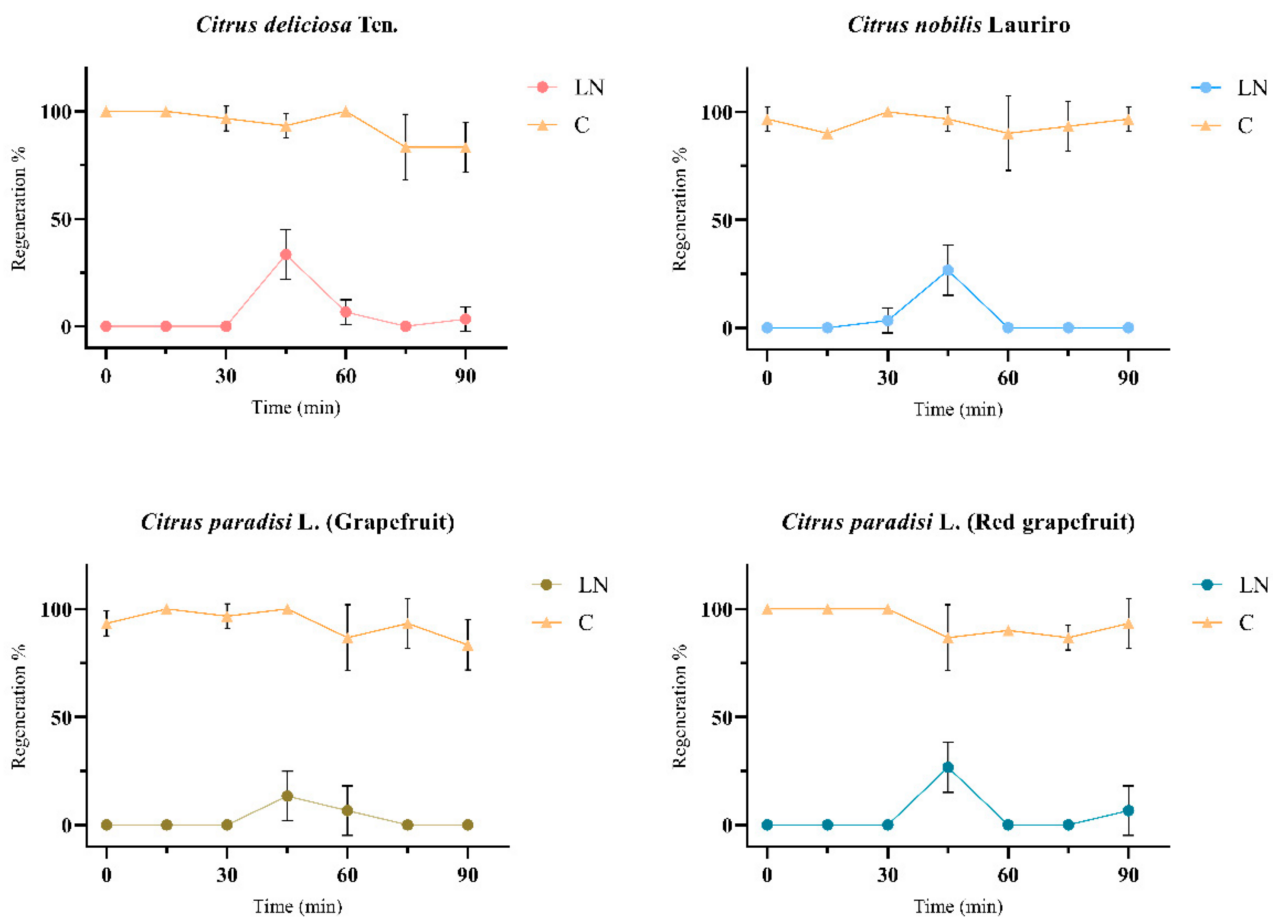 Citrus deliciosa Ten.
LN
C
Regeneration %
100
50
0
0 30 60 90
Time (min)
Citrus nobilis Lauriro
LN
C
Regeneration %
100
50
0
0 30 60 90
Time (min)
Citrus paradisi L. (Grapefruit)
LN
C
Regeneration %
100
50
0
0 30 60 90
Time (min)
Citrus paradisi L. (Red grapefruit)
LN
C
Regeneration %
100
50
0
0 30 60 90
Time (min)